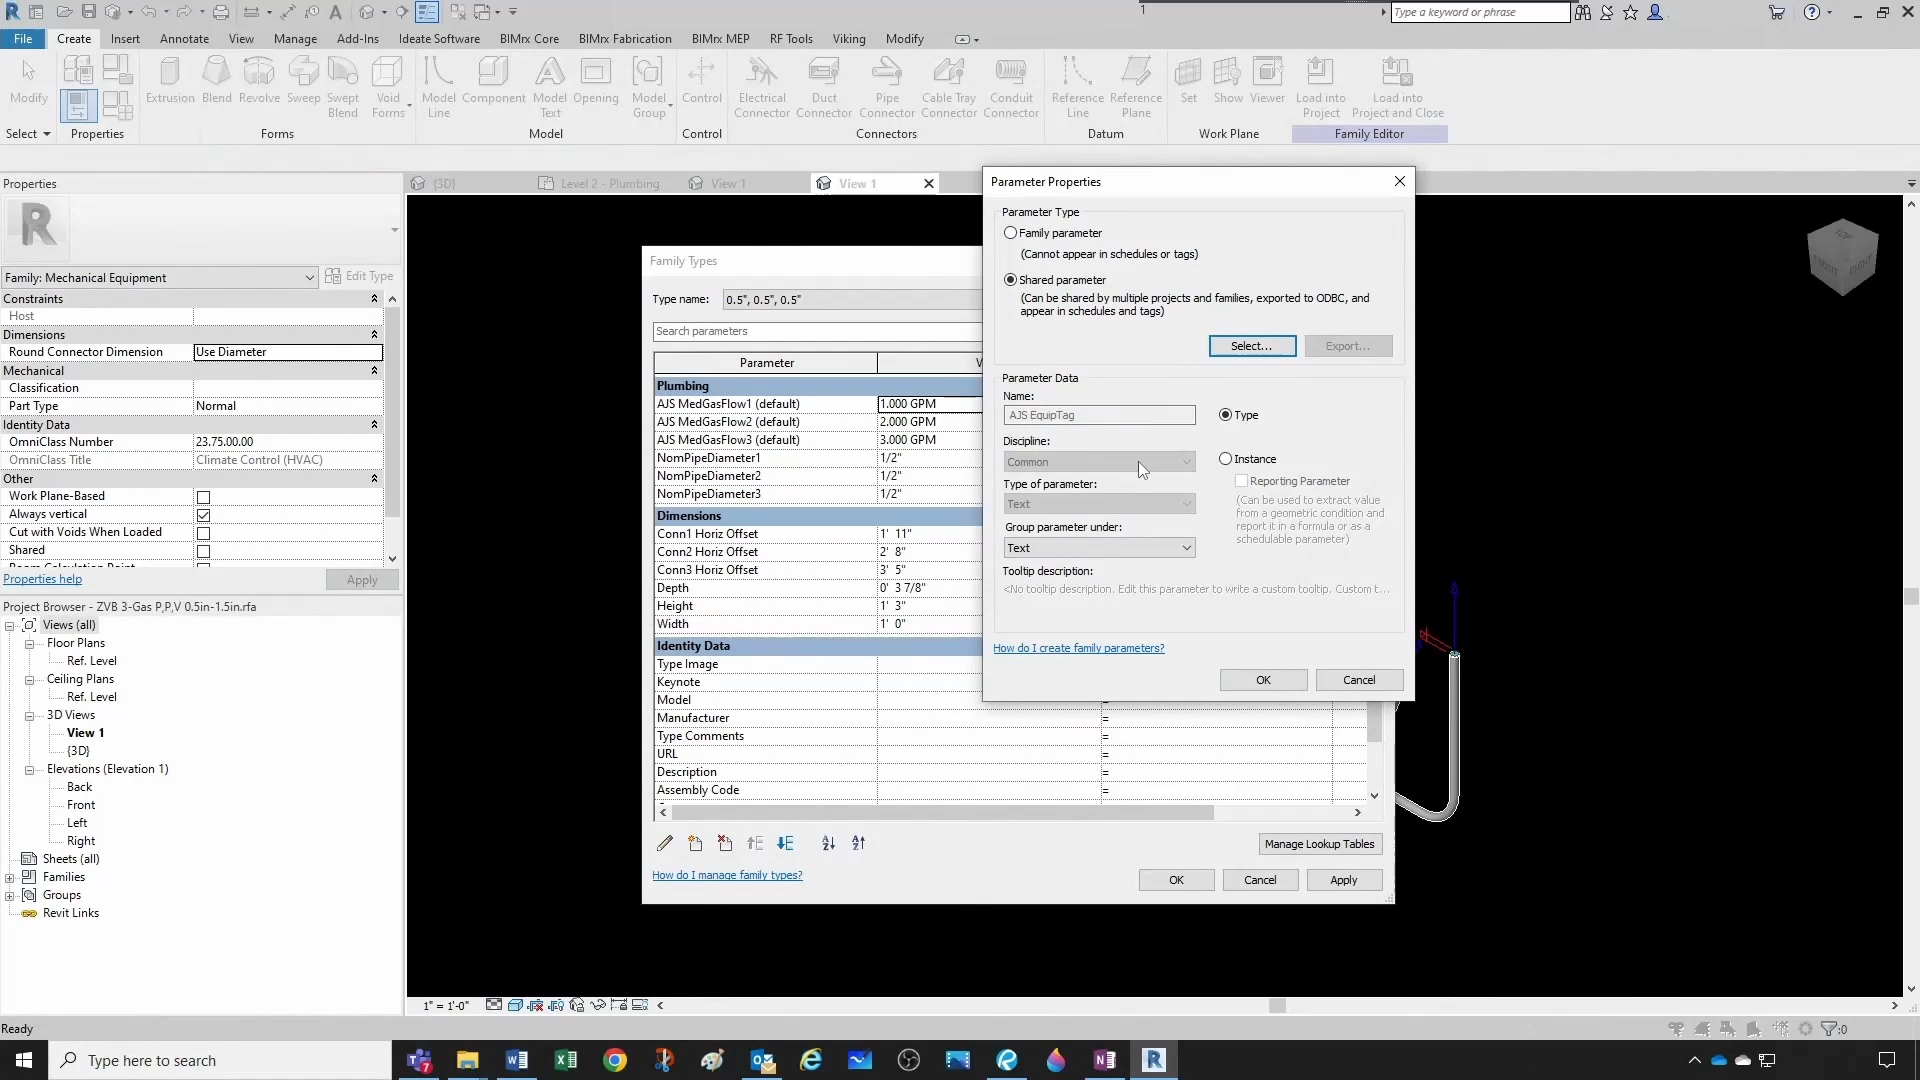 1
Type a keyword or phrase
File Create Insert Annotate View Manage Add-Ins Ideate Software BIMrx Core BIMrx Fabrication BIMrx MEP RF Tools Viking Modify
Modify
Extrusion Blend Revolve Sweep Swept Blend Void Forms
Model Line Component Model Text Opening Model Group
Control
Electrical Connector Duct Connector Pipe Connector Cable Tray Connector Conduit Connector
Reference Line Reference Plane
Set Show Viewer
Load into Project Load into Project and Close
Select Properties Forms Model Control Connectors Datum Work Plane Family Editor
Properties
{3D} Level 2 - Plumbing View 1 View 1
R
Family: Mechanical Equipment Edit Type
Constraints
Host
Dimensions
Round Connector Dimension Use Diameter
Mechanical
Classification
Part Type Normal
Identity Data
OmniClass Number 23.75.00.00
OmniClass Title Climate Control (HVAC)
Other
Work Plane-Based
Always vertical
Cut with Voids When Loaded
Shared
Properties help Apply
Project Browser - ZVB 3-Gas P,P,V 0.5in-1.5in.rfa
Views (all)
Floor Plans
Ref. Level
Ceiling Plans
Ref. Level
3D Views
View 1
{3D}
Elevations (Elevation 1)
Back
Front
Left
Right
Sheets (all)
Families
Groups
Revit Links
Family Types
Type name: 0.5", 0.5", 0.5"
Search parameters
Parameter V
Plumbing
AJS MedGasFlow1 (default) 1.000 GPM
AJS MedGasFlow2 (default) 2.000 GPM
AJS MedGasFlow3 (default) 3.000 GPM
NomPipeDiameter1 1/2"
NomPipeDiameter2 1/2"
NomPipeDiameter3 1/2"
Dimensions
Conn1 Horiz Offset 1' 11"
Conn2 Horiz Offset 2' 8"
Conn3 Horiz Offset 3' 5"
Depth 0' 3 7/8"
Height 1' 3"
Width 1' 0"
Identity Data
Type Image
Keynote
Model =
Manufacturer =
Type Comments =
URL =
Description =
Assembly Code =
Manage Lookup Tables
How do I manage family types?
OK Cancel Apply
Parameter Properties
Parameter Type
Family parameter
(Cannot appear in schedules or tags)
Shared parameter
(Can be shared by multiple projects and families, exported to ODBC, and
appear in schedules and tags)
Select... Export...
Parameter Data
Name:
AJS EquipTag Type
Discipline:
Common Instance
Type of parameter: Reporting Parameter
Text
(Can be used to extract value
from a geometric condition and
report it in a formula or as a
schedulable parameter)
Group parameter under:
Text
Tooltip description:
<No tooltip description. Edit this parameter to write a custom tooltip. Custom t...
How do I create family parameters?
OK Cancel
TOP
FRONT RIGHT
1" = 1'-0"
Ready
:0
Type here to search
7